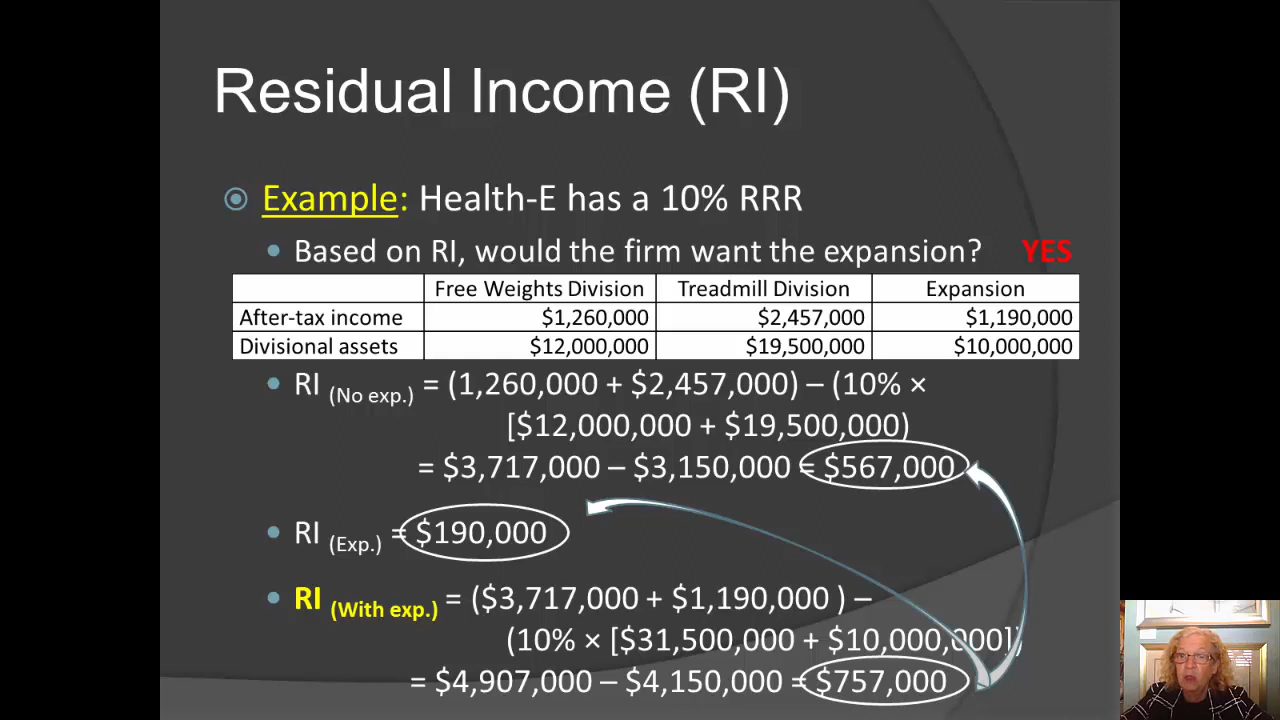 Residual Income (RI)
Example: Health-E has a 10% RRR
Based on RI, would the firm want the expansion? YES
Free Weights Division Treadmill Division Expansion
After-tax income $1,260,000 $2,457,000 $1,190,000
Divisional assets $12,000,000 $19,500,000 $10,000,000
RI (No exp.) = (1,260,000 + $2,457,000) – (10% ×
[$12,000,000 + $19,500,000)
= $3,717,000 – $3,150,000 = $567,000
RI (Exp.) = $190,000
RI (With exp.) = ($3,717,000 + $1,190,000 ) –
(10% × [$31,500,000 + $10,000,000])
= $4,907,000 – $4,150,000 = $757,000